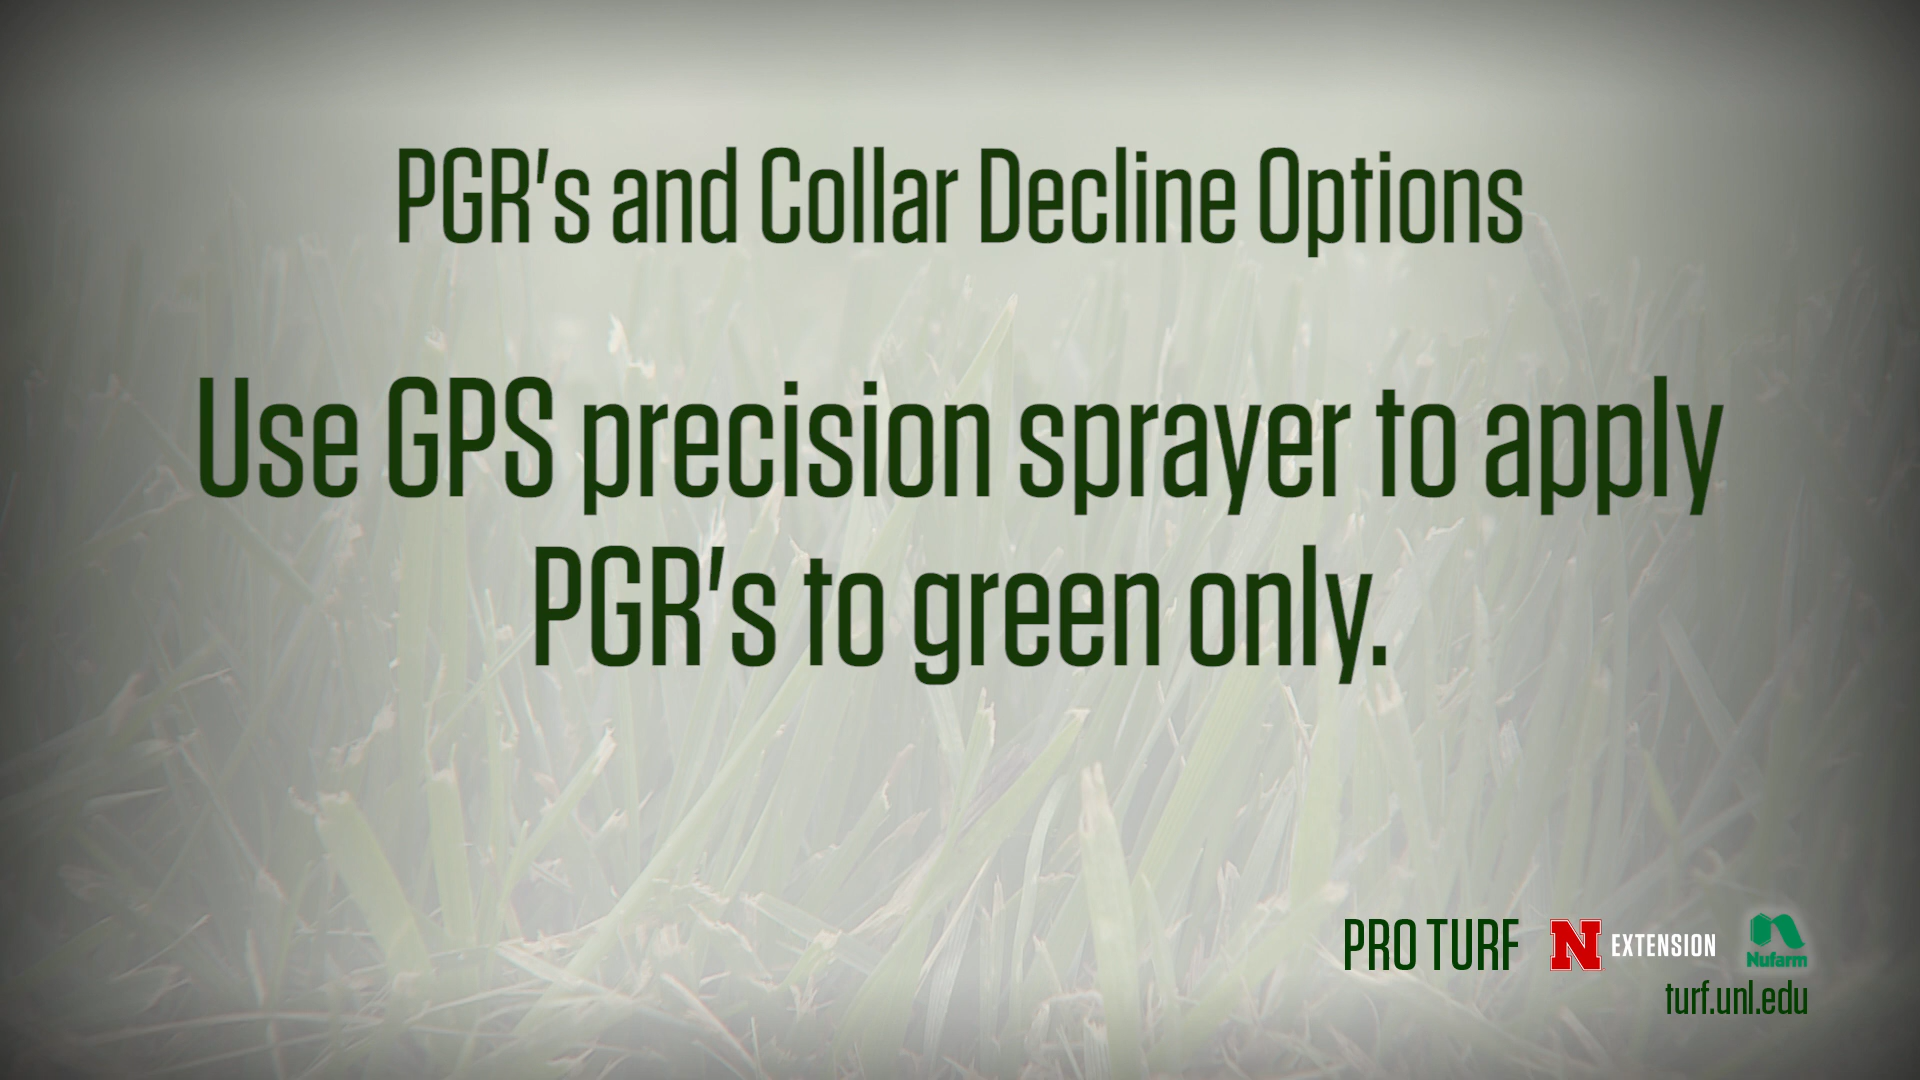 PGR's and Collar Decline Options
Use GPS precision sprayer to apply
PGR's to green only.
PRO TURF N EXTENSION Nufarm
turf.unl.edu